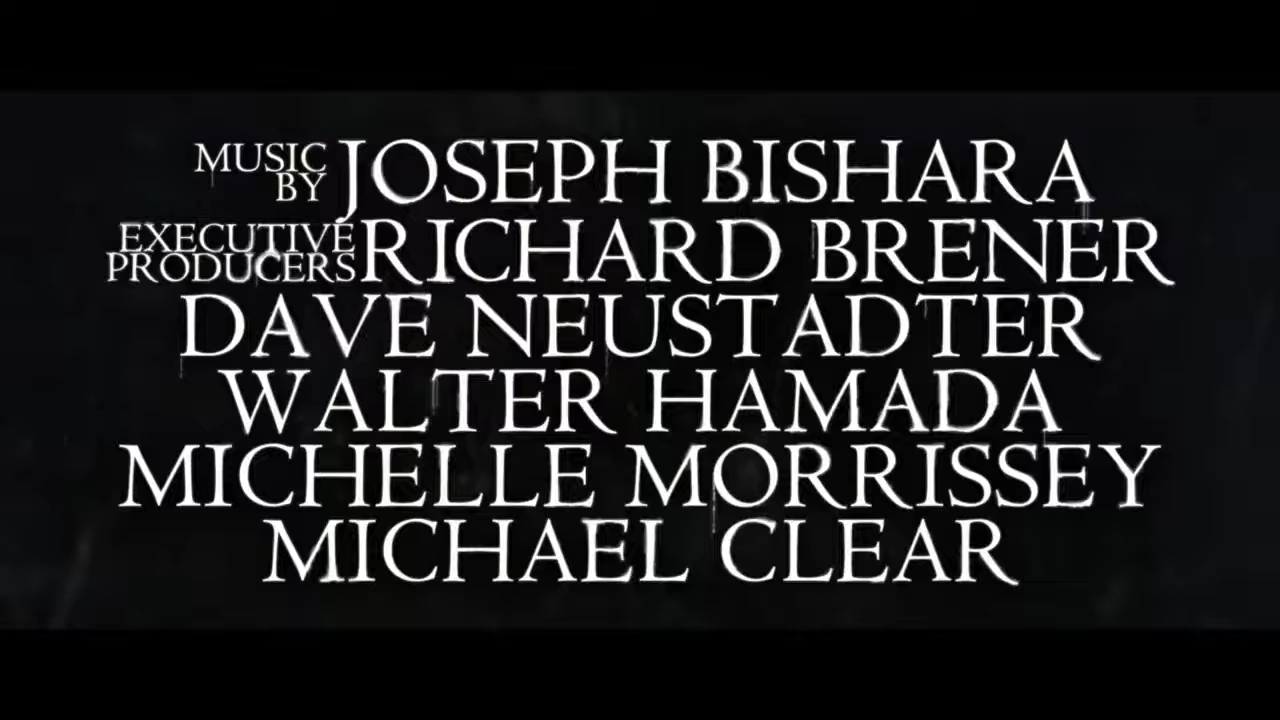 MUSIC BY JOSEPH BISHARA
EXECUTIVE PRODUCERS RICHARD BRENER
DAVE NEUSTADTER
WALTER HAMADA
MICHELLE MORRISSEY
MICHAEL CLEAR